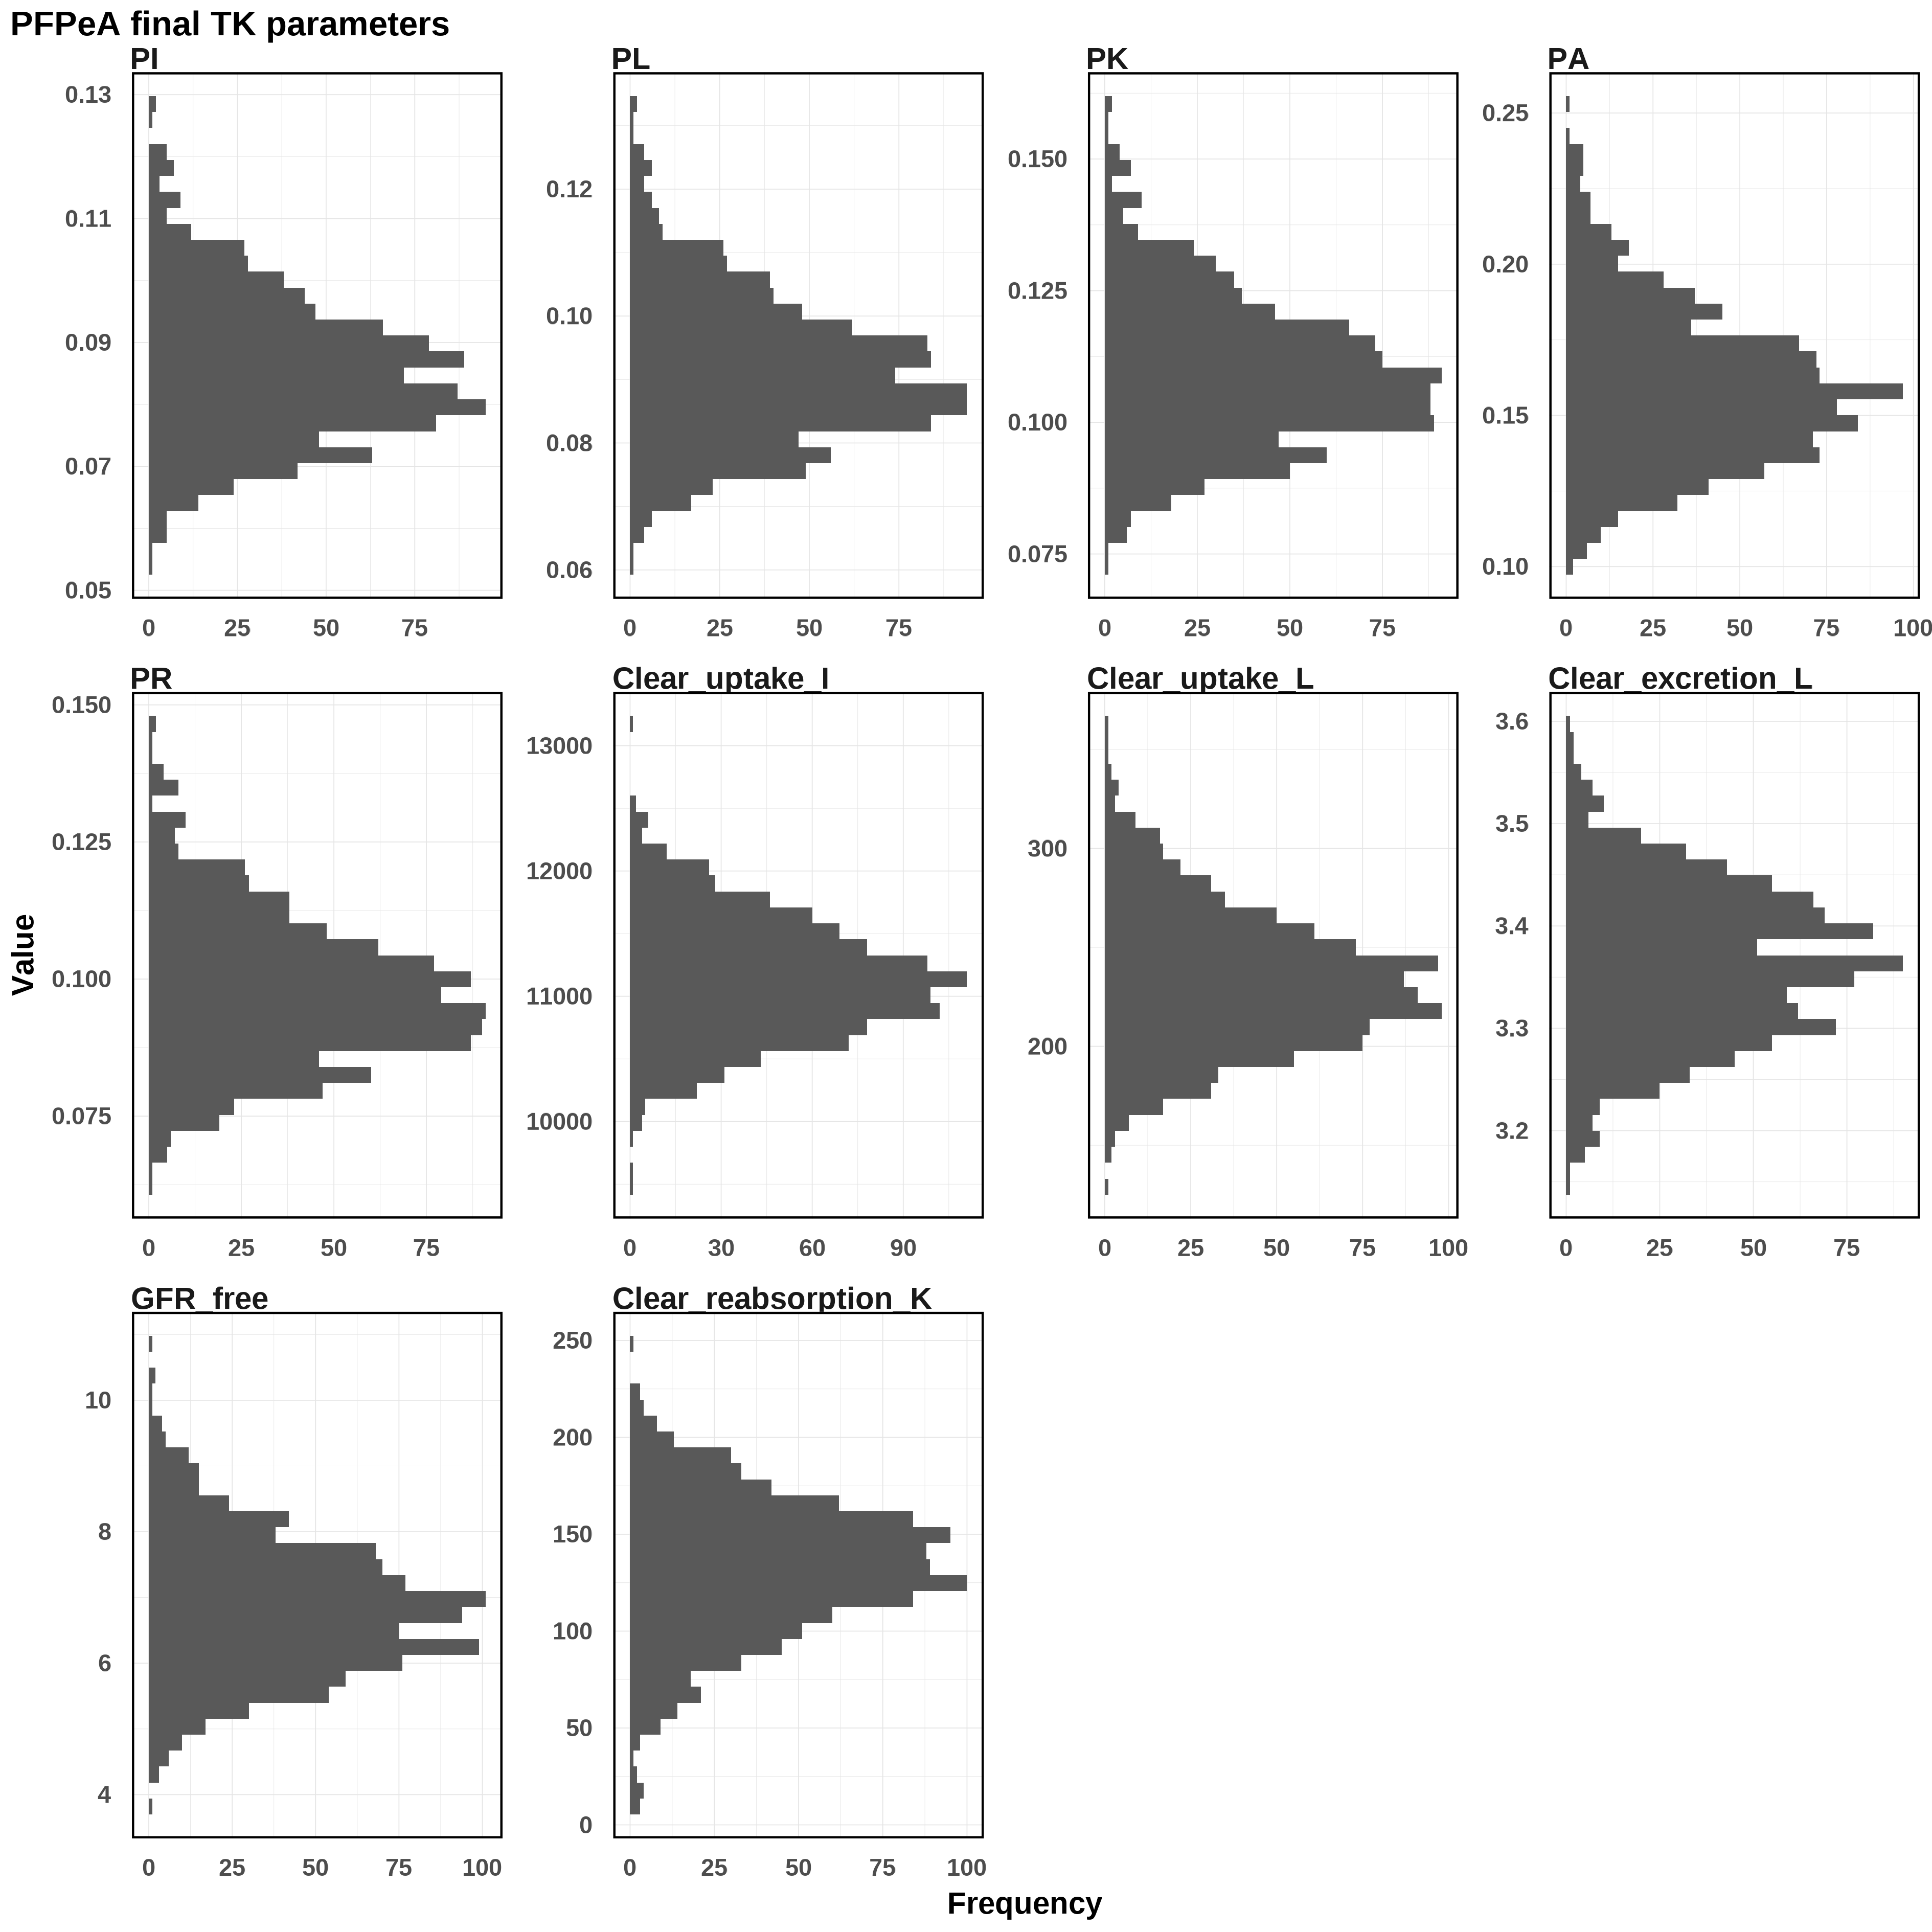 PFPeA final TK parameters
PI PL PK PA
0.13
0.11
0.09
0.07
0.05
0 25 50 75
0.12
0.10
0.08
0.06
0 25 50 75
0.150
0.125
0.100
0.075
0 25 50 75
0.25
0.20
0.15
0.10
0 25 50 75 100
PR Clear_uptake_I Clear_uptake_L Clear_excretion_L
Value
0.150
0.125
0.100
0.075
0 25 50 75
13000
12000
11000
10000
0 30 60 90
300
200
0 25 50 75 100
3.6
3.5
3.4
3.3
3.2
0 25 50 75
GFR_free Clear_reabsorption_K
10
8
6
4
0 25 50 75 100
250
200
150
100
50
0
0 25 50 75 100
Frequency